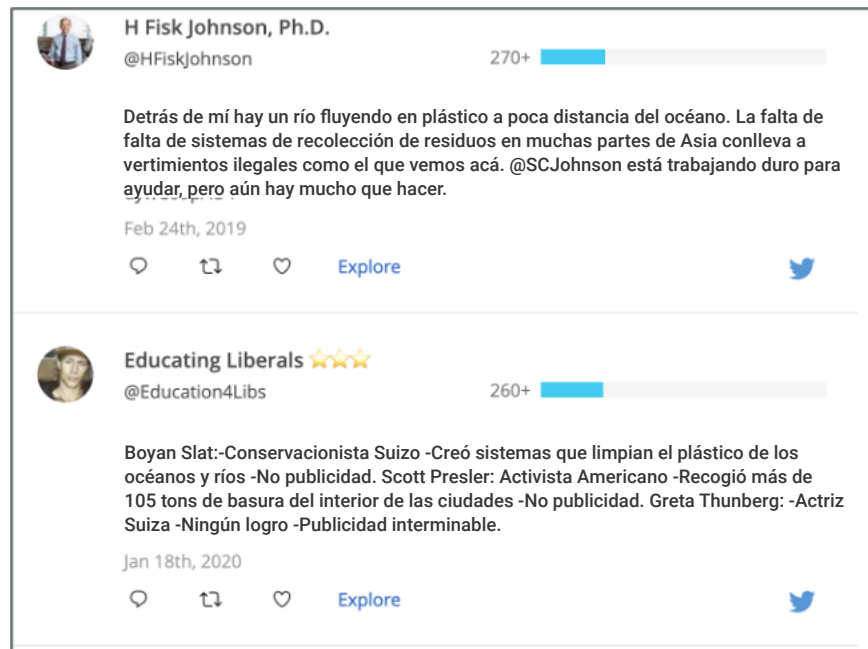 H Fisk Johnson, Ph.D.
@HFiskJohnson
270+
Detrás de mí hay un río fluyendo en plástico a poca distancia del océano. La falta de
falta de sistemas de recolección de residuos en muchas partes de Asia conlleva a
vertimientos ilegales como el que vemos acá. @SCJohnson está trabajando duro para
ayudar, pero aún hay mucho que hacer.
Feb 24th, 2019
Explore
Educating Liberals ⭐⭐⭐
@Education4Libs
260+
Boyan Slat:-Conservacionista Suizo -Creó sistemas que limpian el plástico de los
océanos y ríos -No publicidad. Scott Presler: Activista Americano -Recogió más de
105 tons de basura del interior de las ciudades -No publicidad. Greta Thunberg: -Actriz
Suiza -Ningún logro -Publicidad interminable.
Jan 18th, 2020
Explore